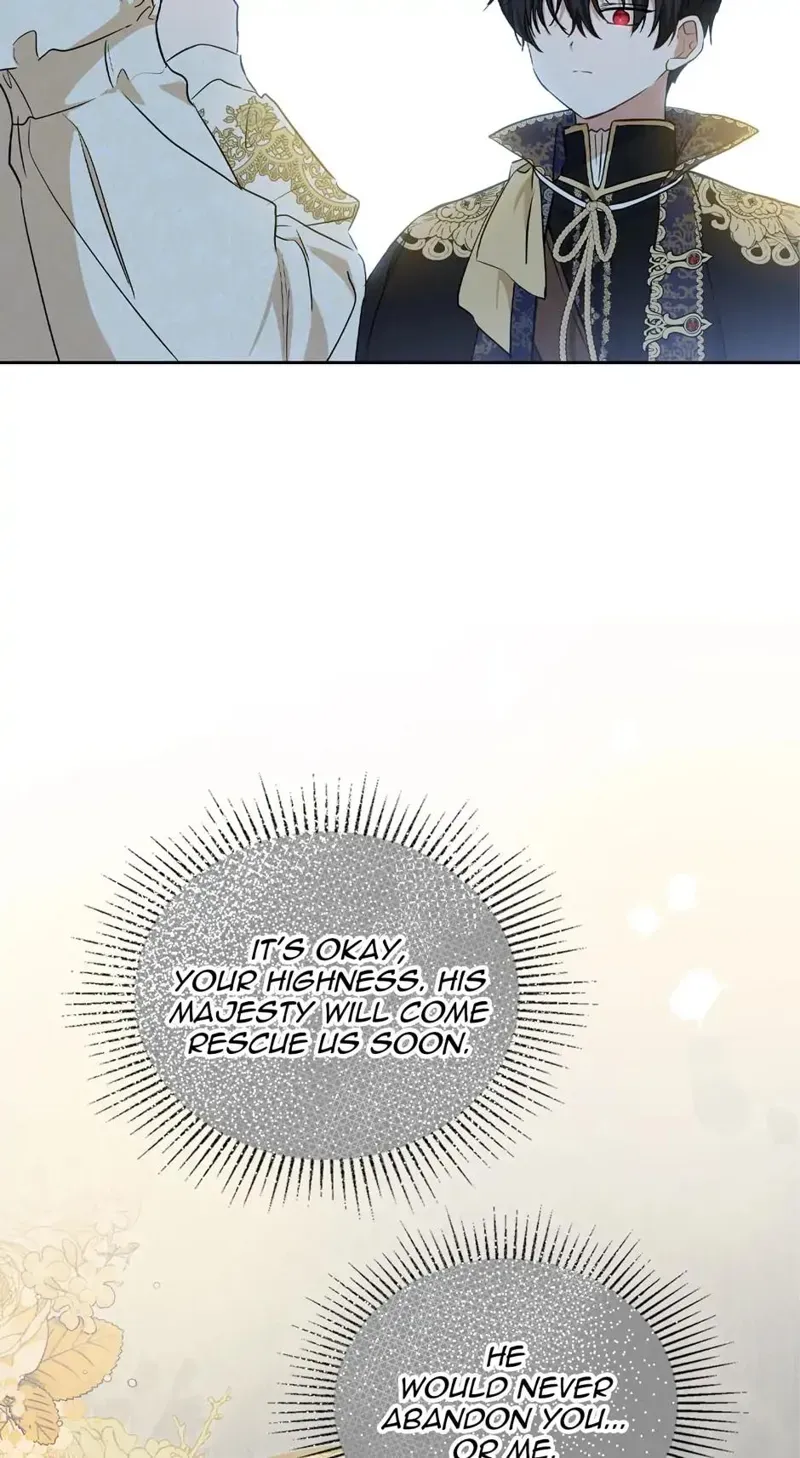 IT'S OKAY,
YOUR HIGHNESS. HIS
MAJESTY WILL COME
RESCUE US SOON.
HE
WOULD NEVER
ABANDON YOU...
OR ME.